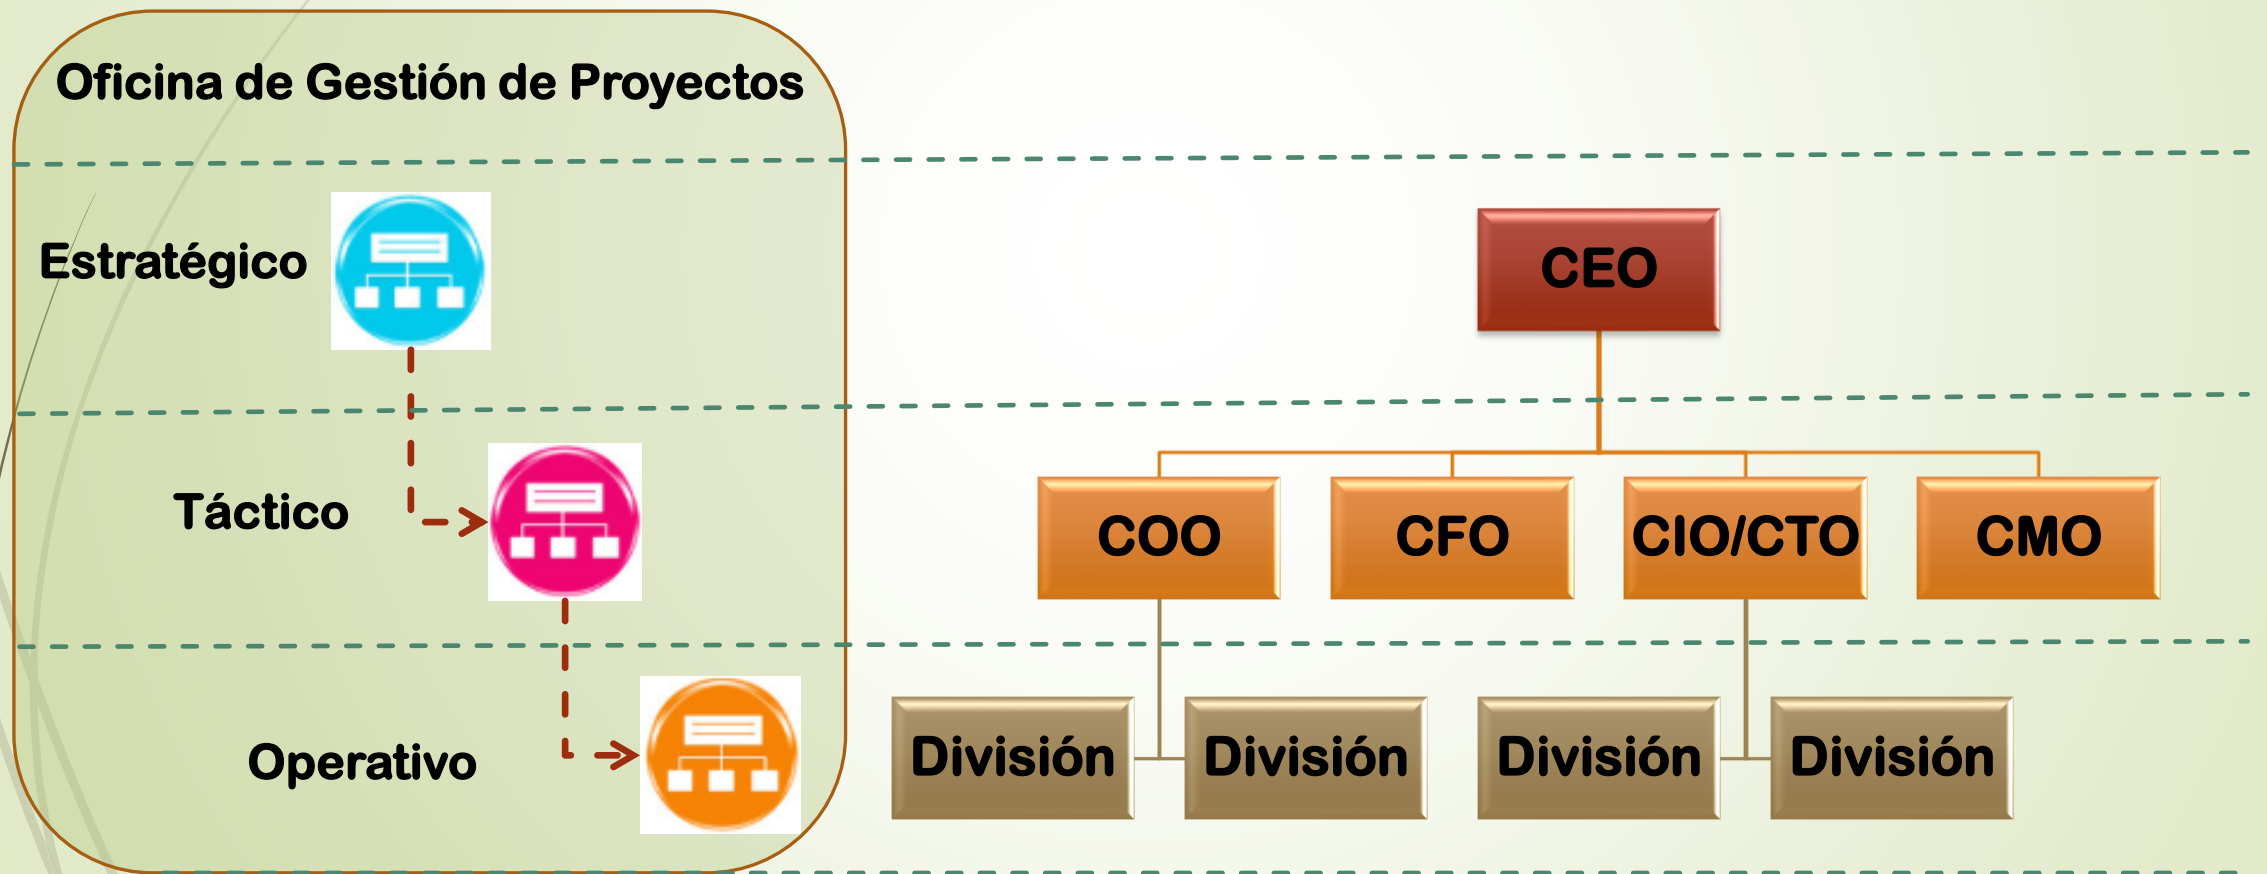 Oficina de Gestión de Proyectos
Estratégico
CEO
Táctico
COO
CFO
CIO/CTO
CMO
Operativo
División
División
División
División